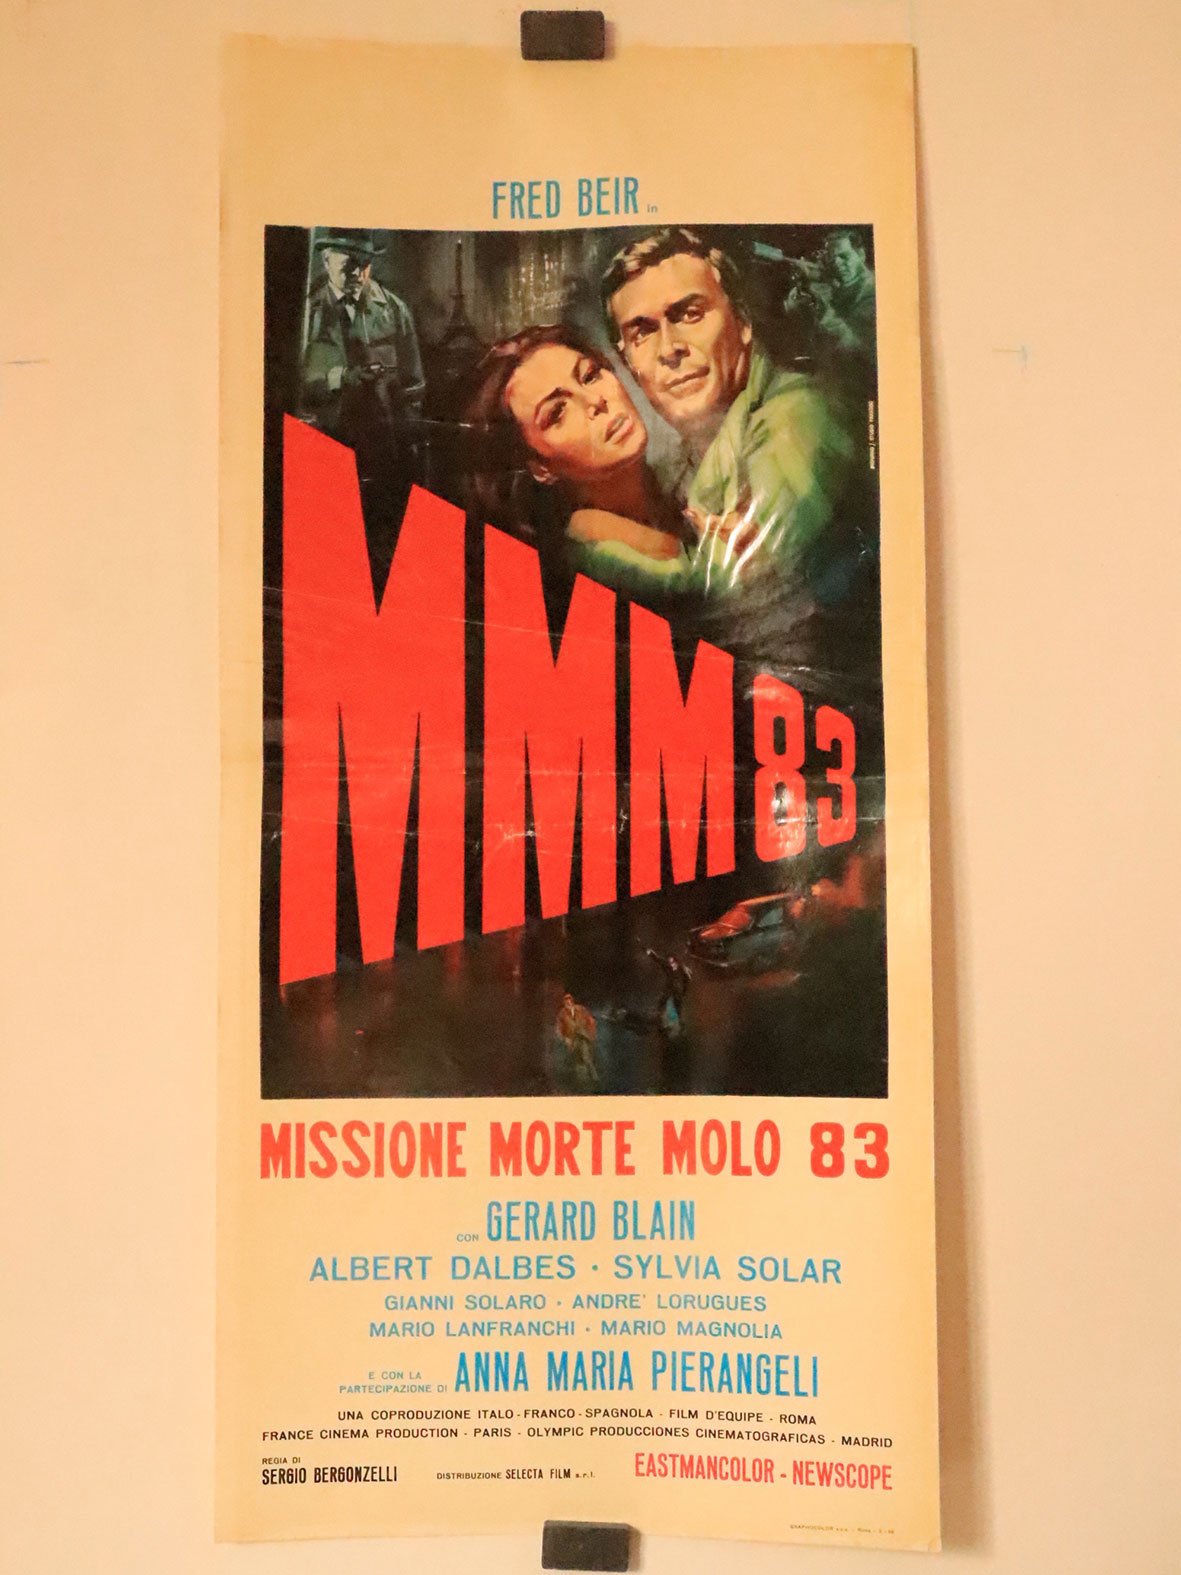 FRED BEIR in
MMM 83
MISSIONE MORTE MOLO 83
CON GERARD BLAIN
ALBERT DALBES · SYLVIA SOLAR
GIANNI SOLARO · ANDRE' LORUGUES
MARIO LANFRANCHI · MARIO MAGNOLIA
E CON LA
PARTECIPAZIONE DI ANNA MARIA PIERANGELI
UNA COPRODUZIONE ITALO-FRANCO-SPAGNOLA - FILM D'EQUIPE - ROMA
FRANCE CINEMA PRODUCTION - PARIS - OLYMPIC PRODUCCIONES CINEMATOGRAFICAS - MADRID
REGIA DI
SERGIO BERGONZELLI
DISTRIBUZIONE SELECTA FILM s.r.l.
EASTMANCOLOR - NEWSCOPE